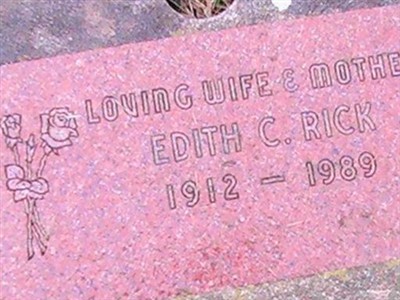 LOVING WIFE & MOTHE
EDITH C. RICK
1912 - 1989